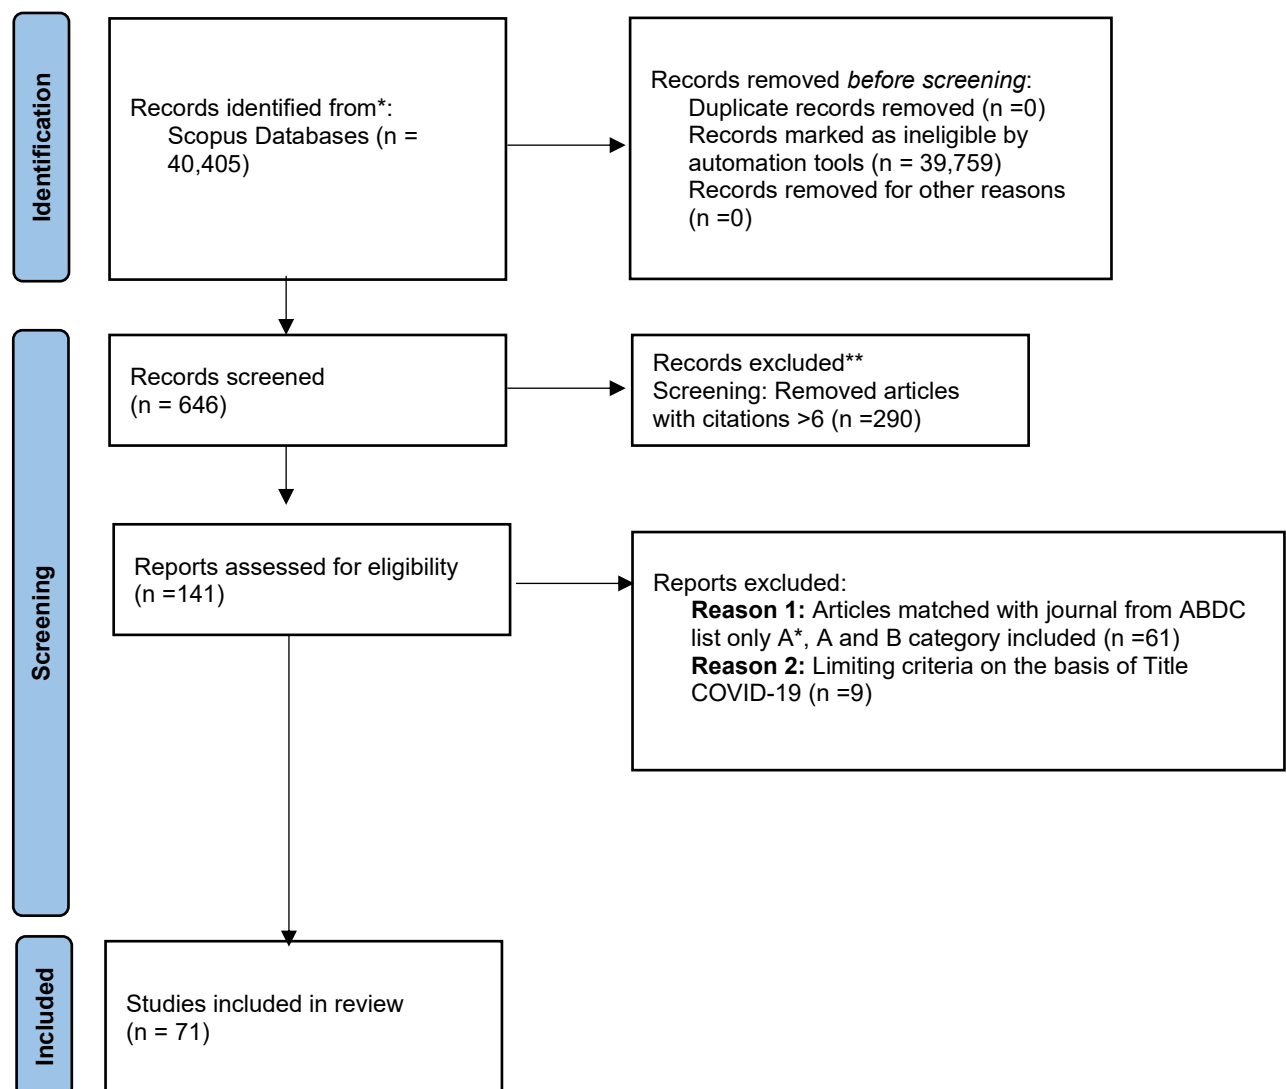 Identification
Records identified from*:
Scopus Databases (n =
40,405)
Records removed before screening:
Duplicate records removed (n =0)
Records marked as ineligible by
automation tools (n = 39,759)
Records removed for other reasons
(n =0)
Screening
Records screened
(n = 646)
Records excluded**
Screening: Removed articles
with citations >6 (n =290)
Reports assessed for eligibility
(n =141)
Reports excluded:
Reason 1: Articles matched with journal from ABDC
list only A*, A and B category included (n =61)
Reason 2: Limiting criteria on the basis of Title
COVID-19 (n =9)
Included
Studies included in review
(n = 71)